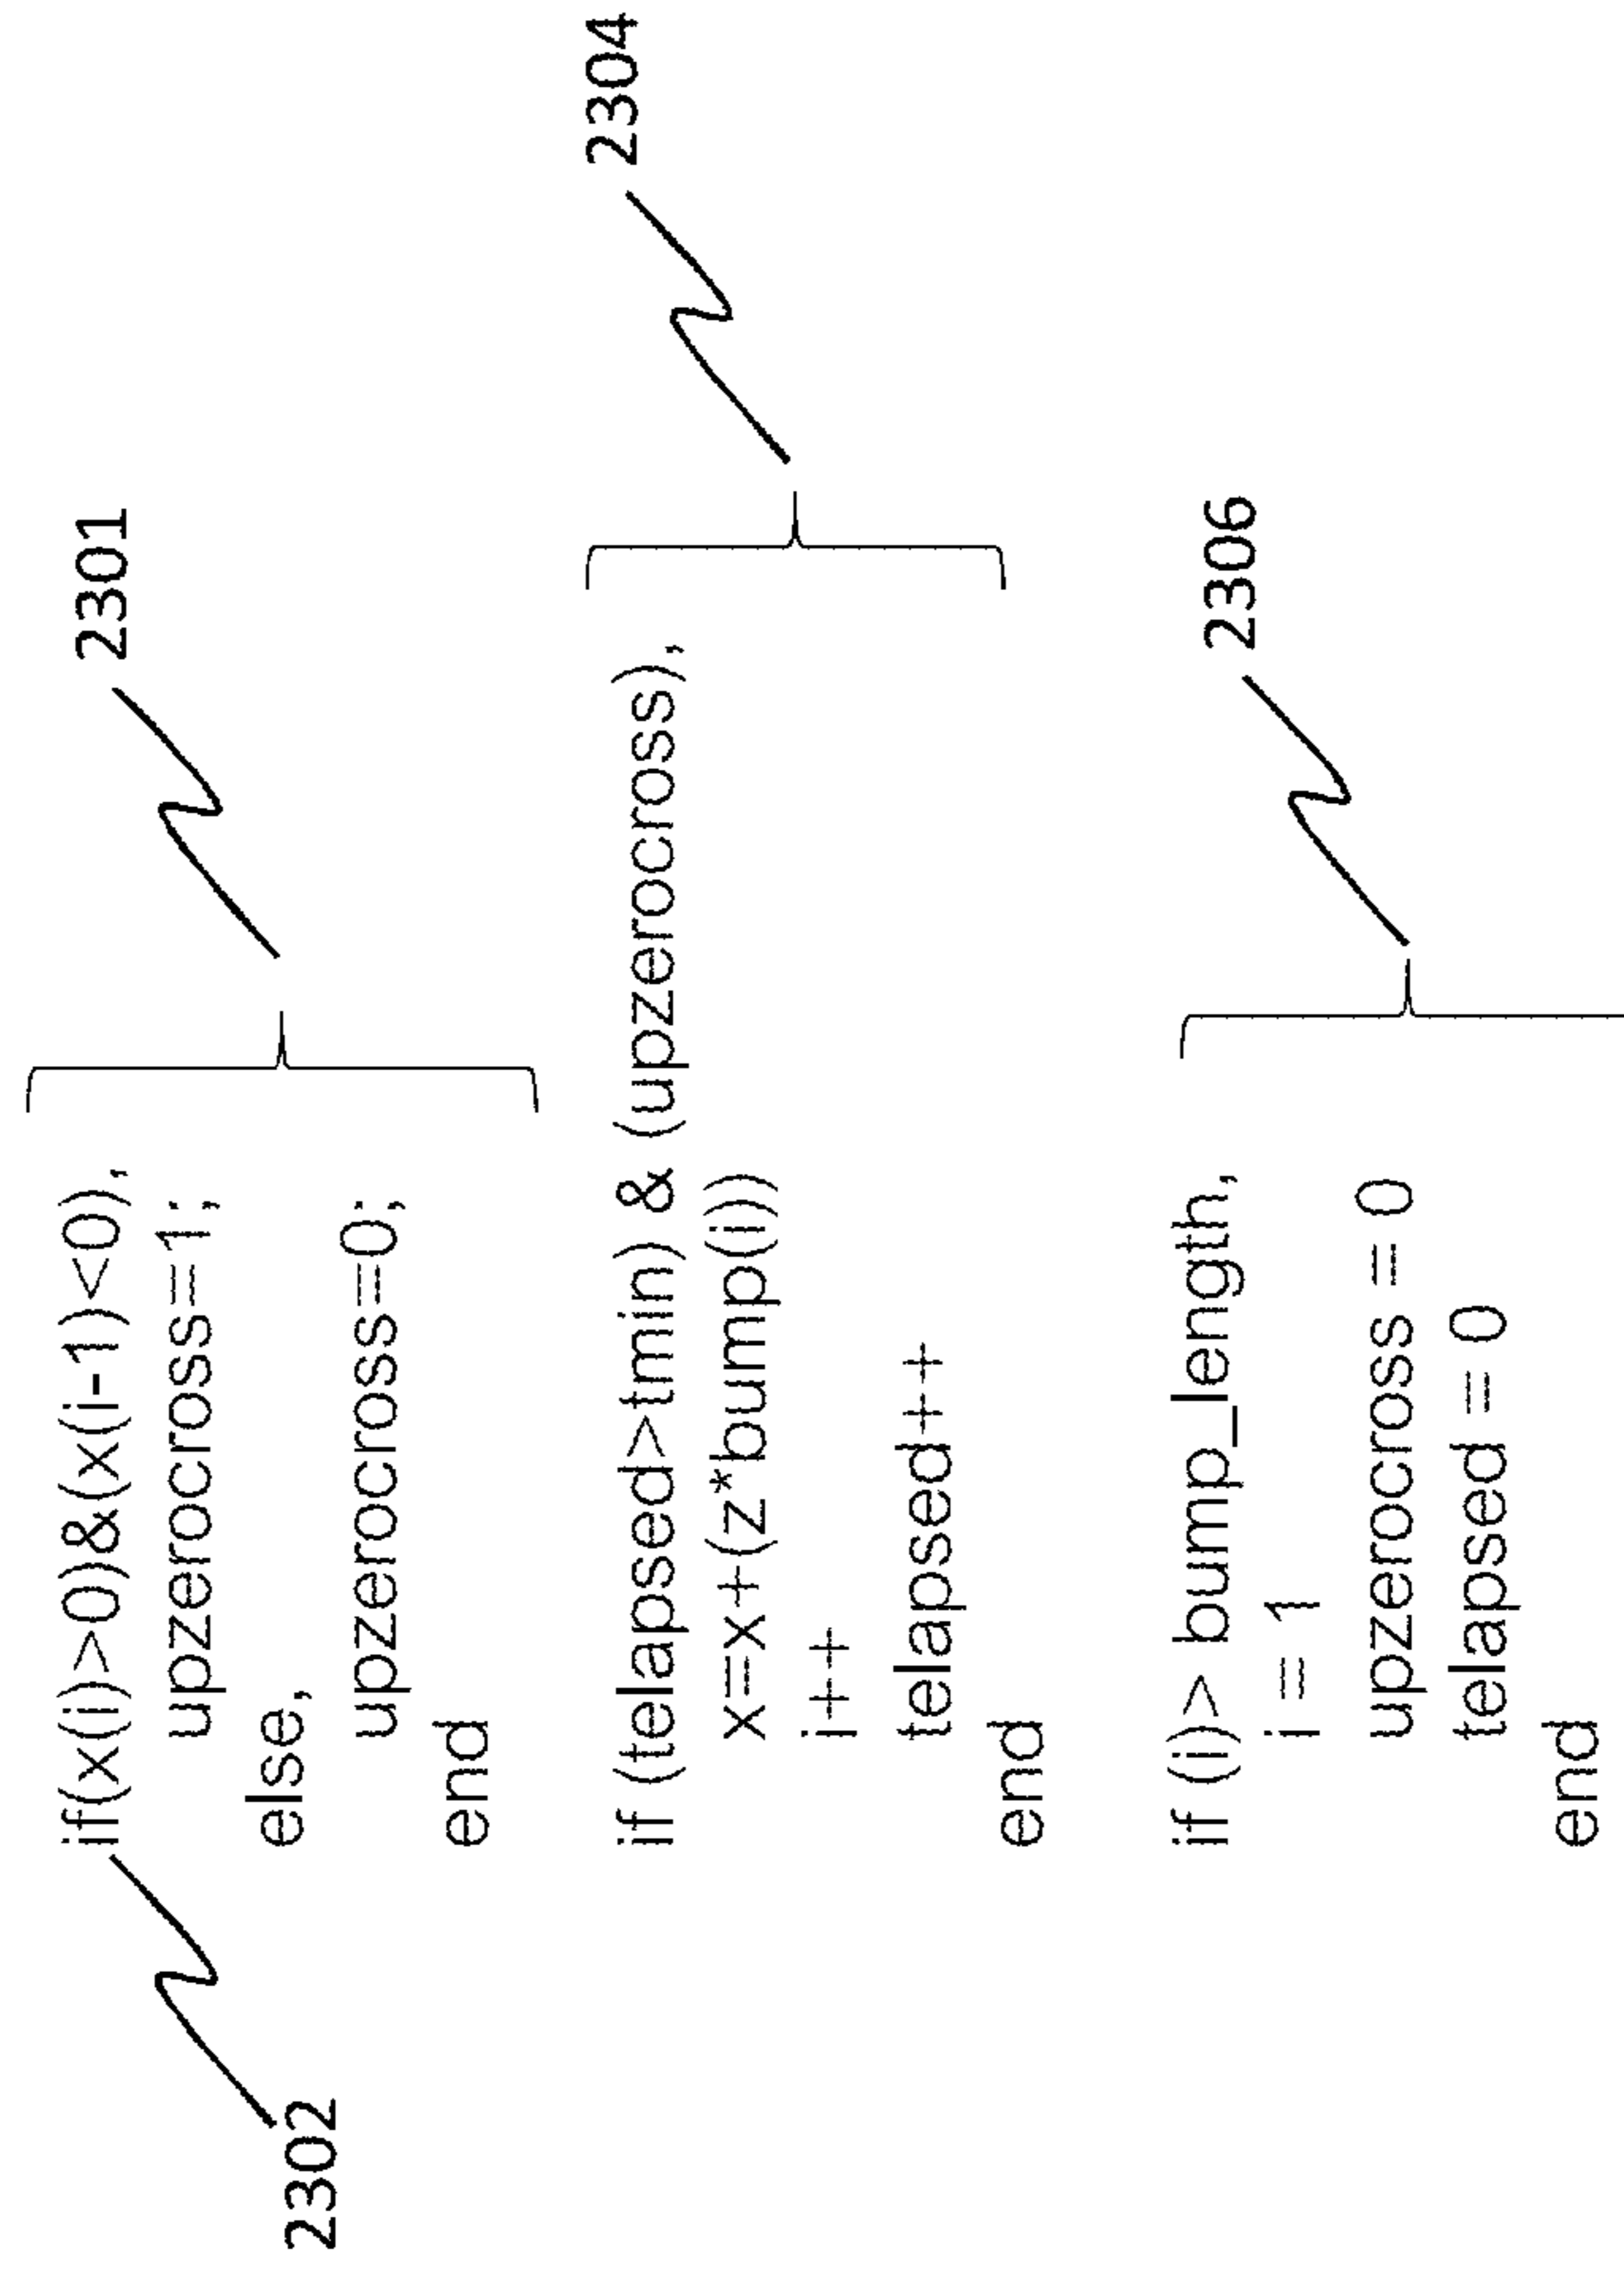 2302
if(x(i)>0)&(x(i-1)<0),
upzerocross=1;
else,
upzerocross=0;
end
2301
if (telapsed>tmin) & (upzerocross),
x=x+(z*bump(i))
i++
telapsed++
end
2304
if (i)> bump_length,
i = 1
upzerocross = 0
telapsed = 0
end
2306